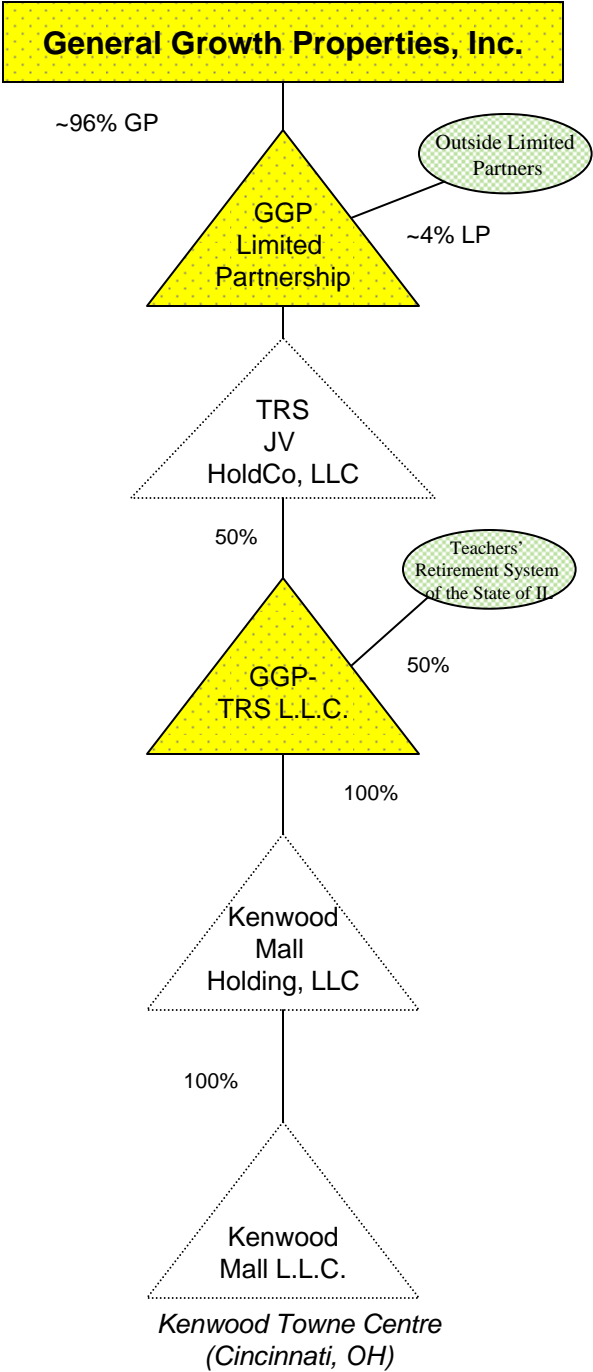 General Growth Properties, Inc.
~96% GP
Outside Limited
Partners
GGP
Limited
Partnership
~4% LP
TRS
JV
HoldCo, LLC
50%
Teachers'
Retirement System
of the State of IL
50%
GGP-
TRS L.L.C.
100%
Kenwood
Mall
Holding, LLC
100%
Kenwood
Mall L.L.C.
Kenwood Towne Centre
(Cincinnati, OH)